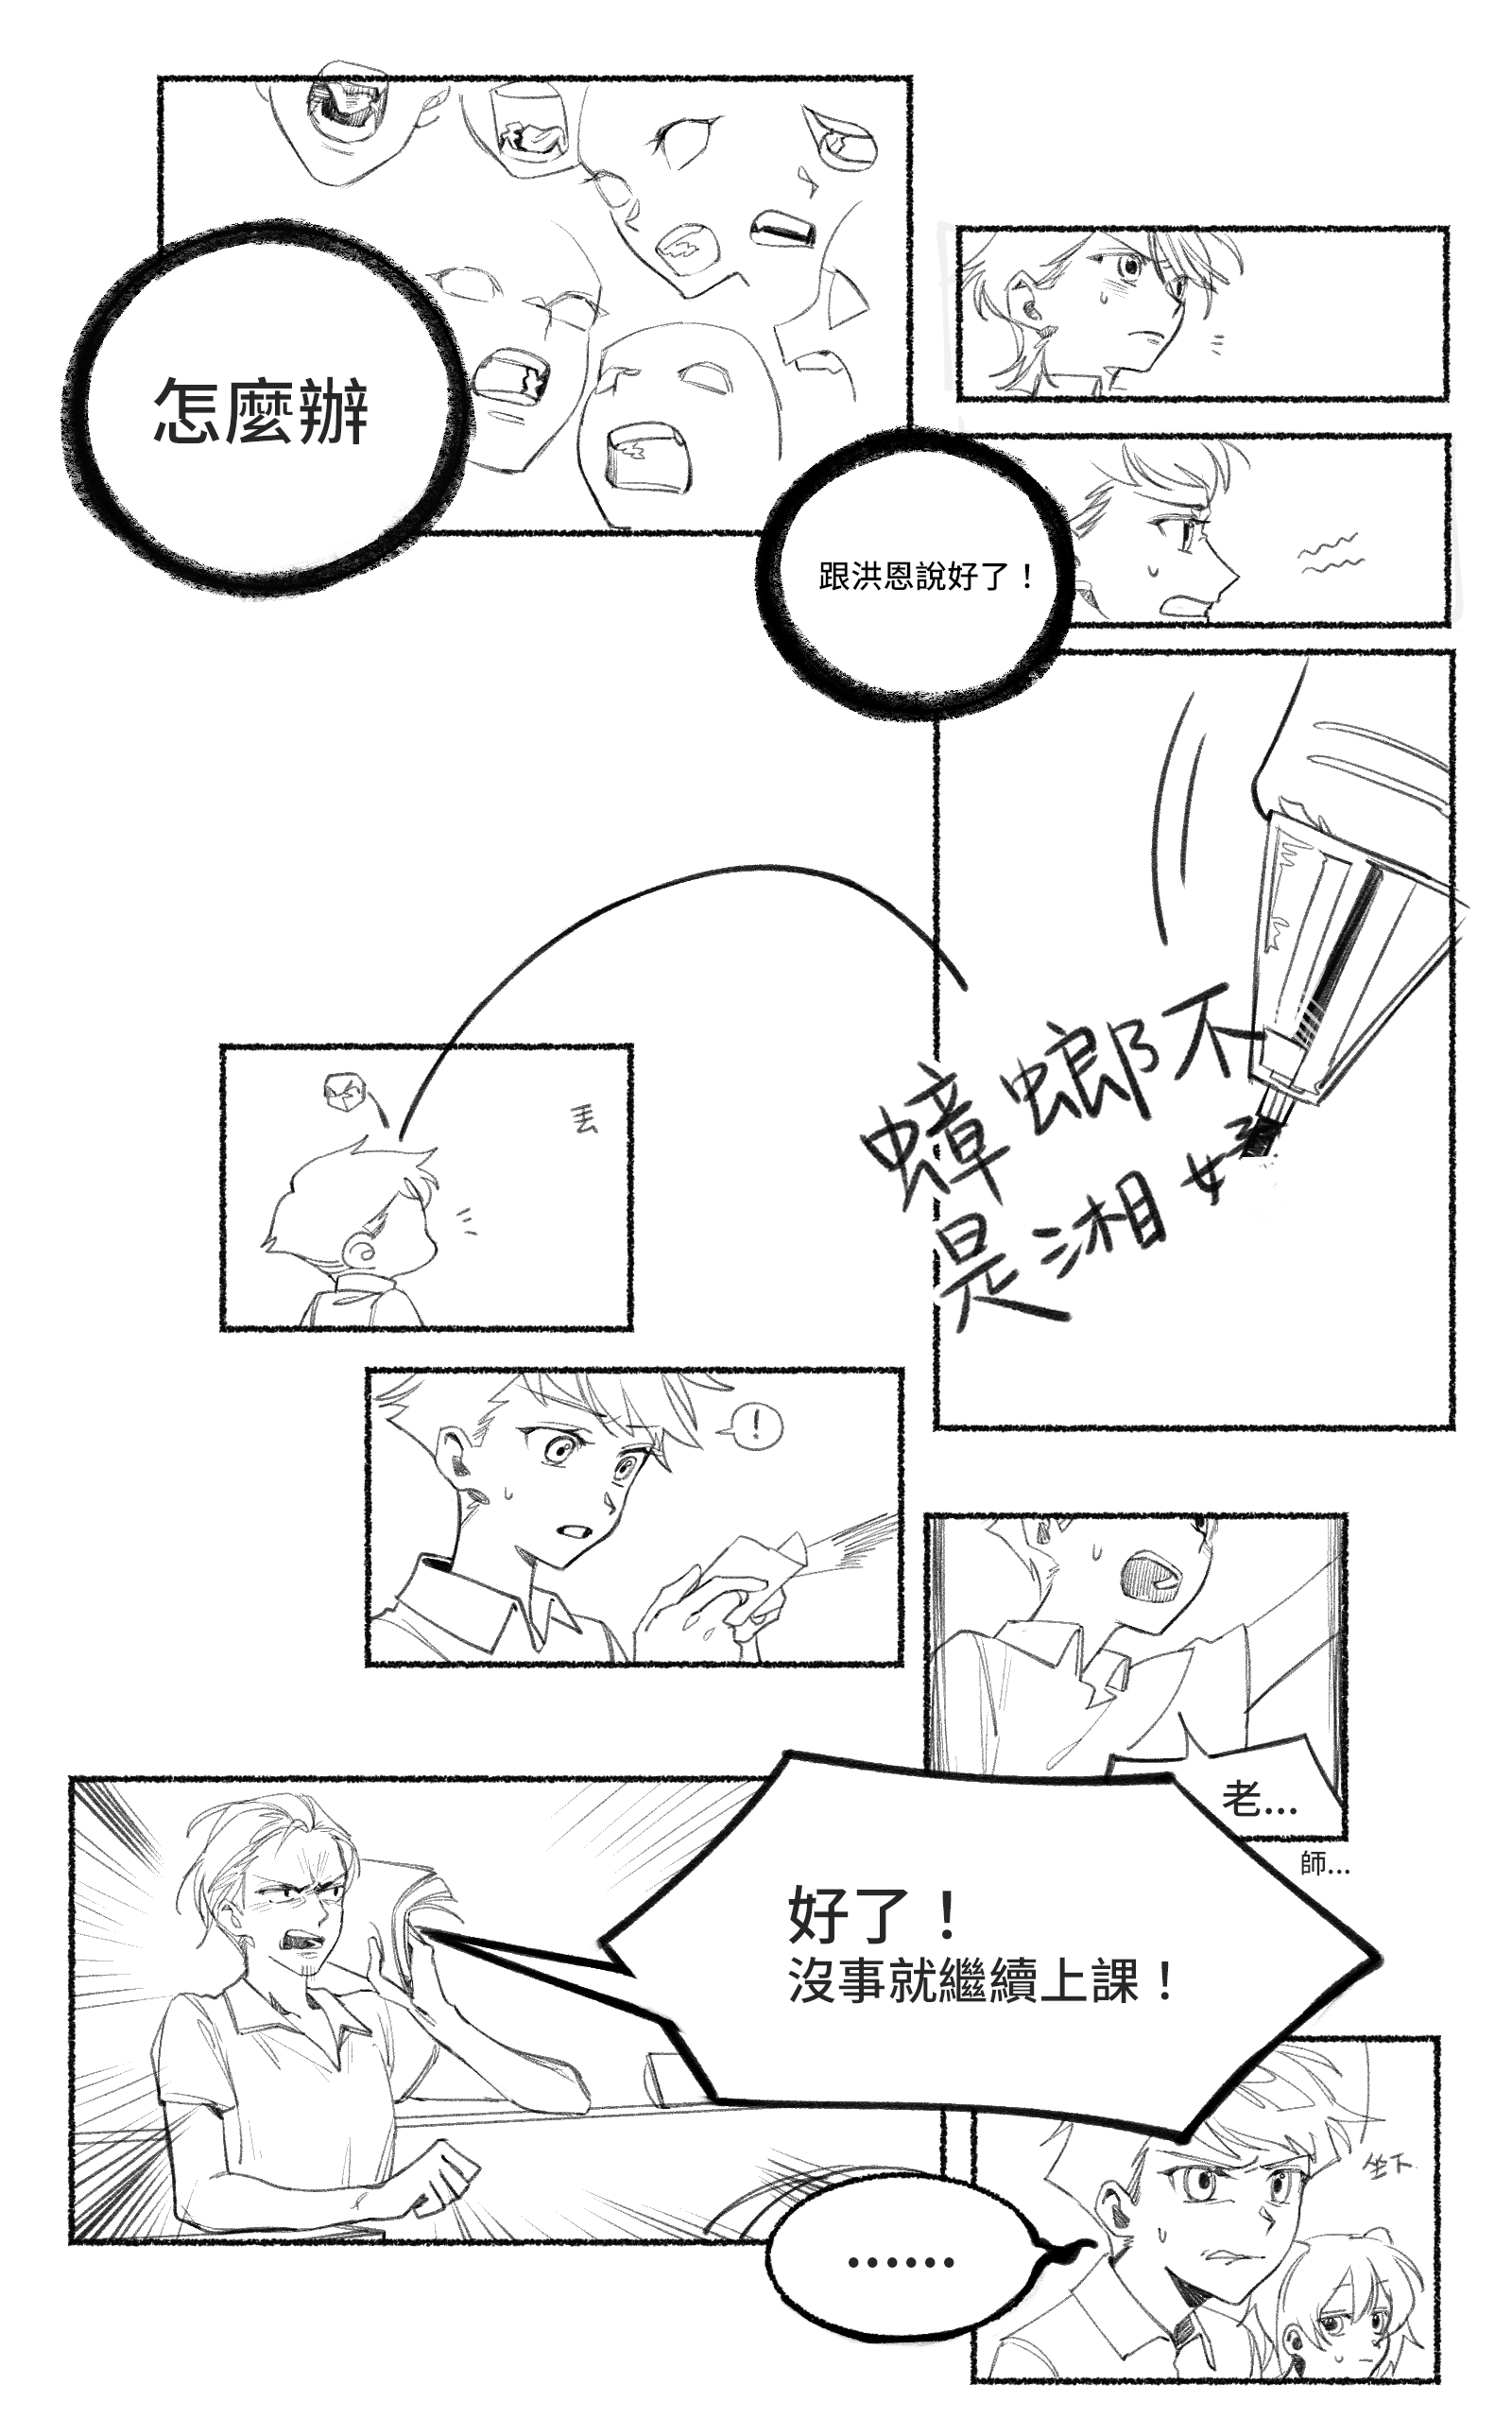 怎麼辦
跟洪恩說好了！
蟑螂不
是湘妤
丟
！
老...
師...
好了！
沒事就繼續上課！
坐下
······